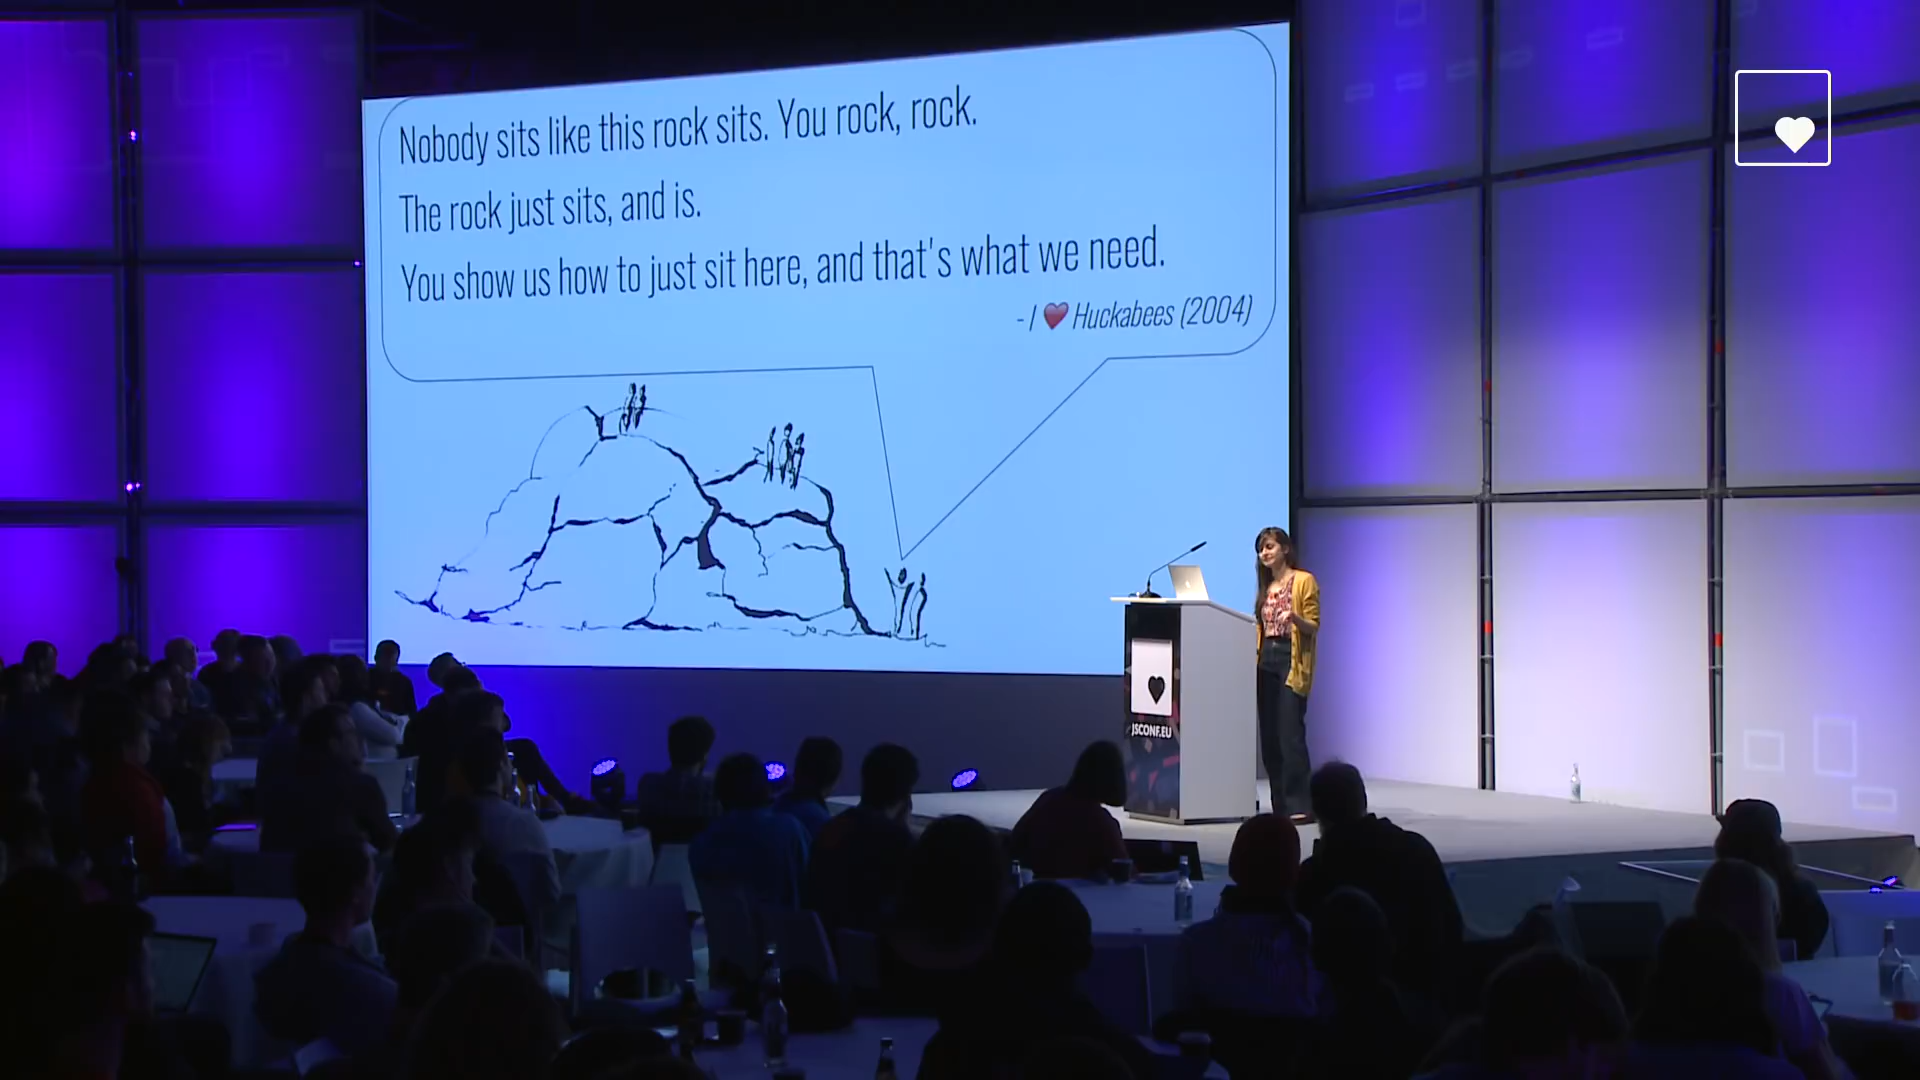 Nobody sits like this rock sits. You rock, rock.
The rock just sits, and is.
You show us how to just sit here, and that's what we need.
- I ❤️ Huckabees (2004)
JSCONF.EU